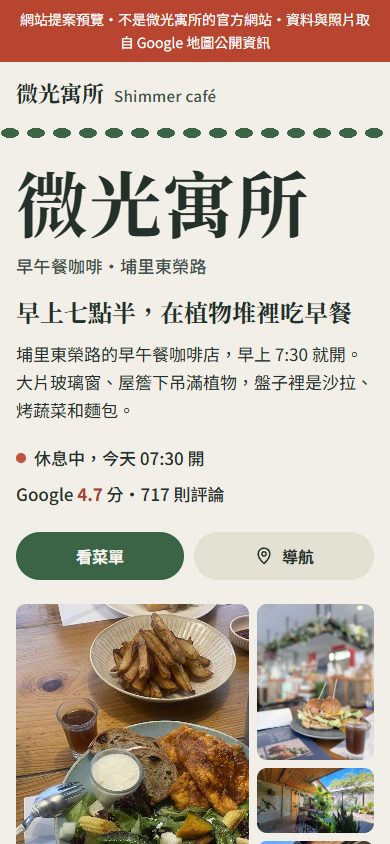 網站提案預覽・不是微光寓所的官方網站・資料與照片取
自 Google 地圖公開資訊
微光寓所 Shimmer café
微光寓所
早午餐咖啡・埔里東榮路
早上七點半，在植物堆裡吃早餐
埔里東榮路的早午餐咖啡店，早上 7:30 就開。
大片玻璃窗、屋簷下吊滿植物，盤子裡是沙拉、
烤蔬菜和麵包。
休息中，今天 07:30 開
Google 4.7 分・717 則評論
看菜單
導航